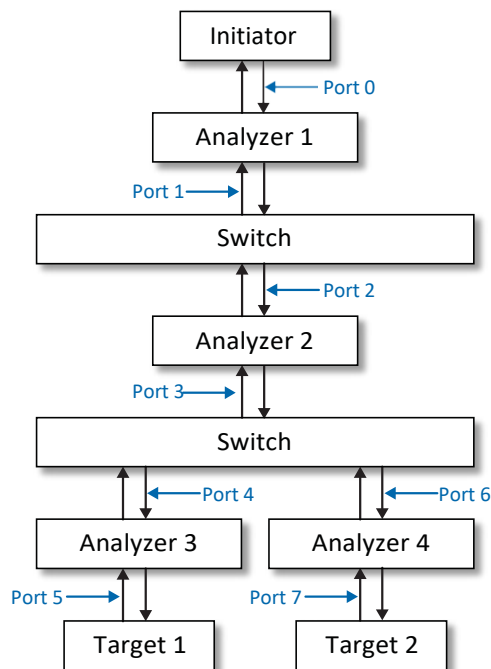 Initiator
Port 0
Analyzer 1
Port 1
Switch
Port 2
Analyzer 2
Port 3
Switch
Port 4
Port 6
Analyzer 3
Analyzer 4
Port 5
Port 7
Target 1
Target 2